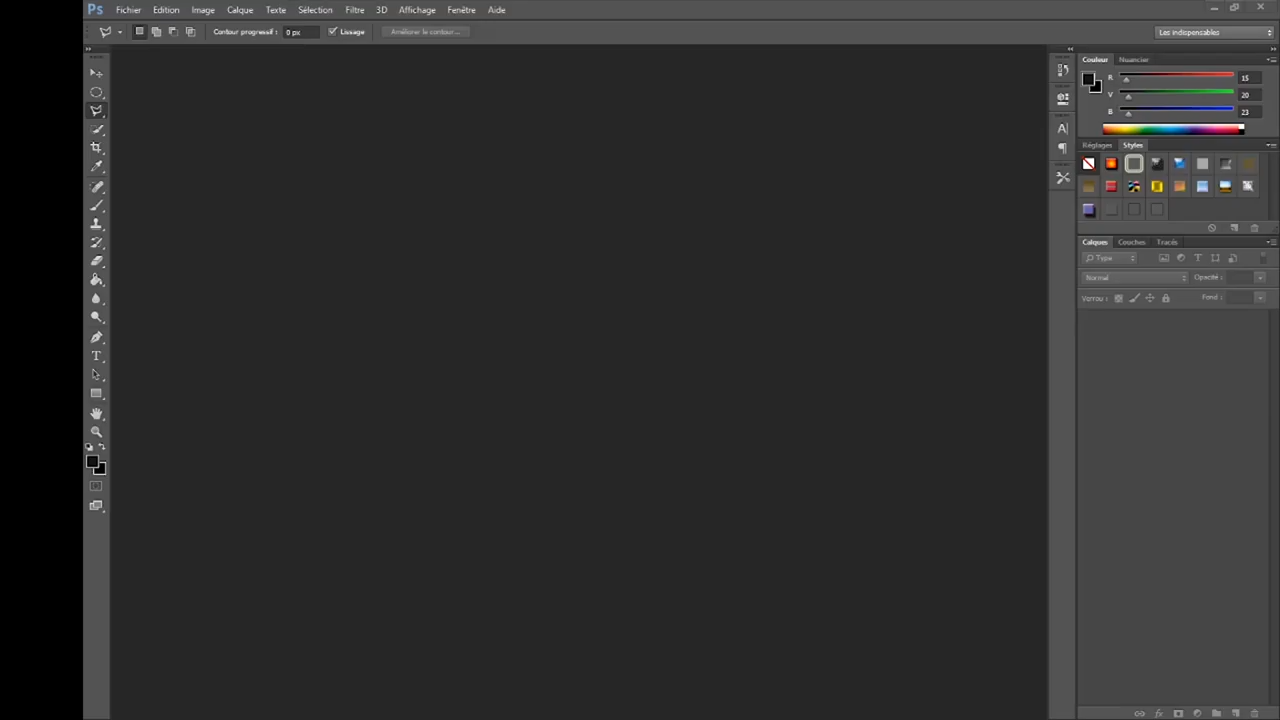 Ps Fichier Edition Image Calque Texte Sélection Filtre 3D Affichage Fenêtre Aide
Contour progressif : 0 px Lissage Améliorer le contour... Les indispensables
Couleur Nuancier
R 15
V 20
B 23
Réglages Styles
Calques Couches Tracés
Type
Normal Opacité :
Verrou : Fond :